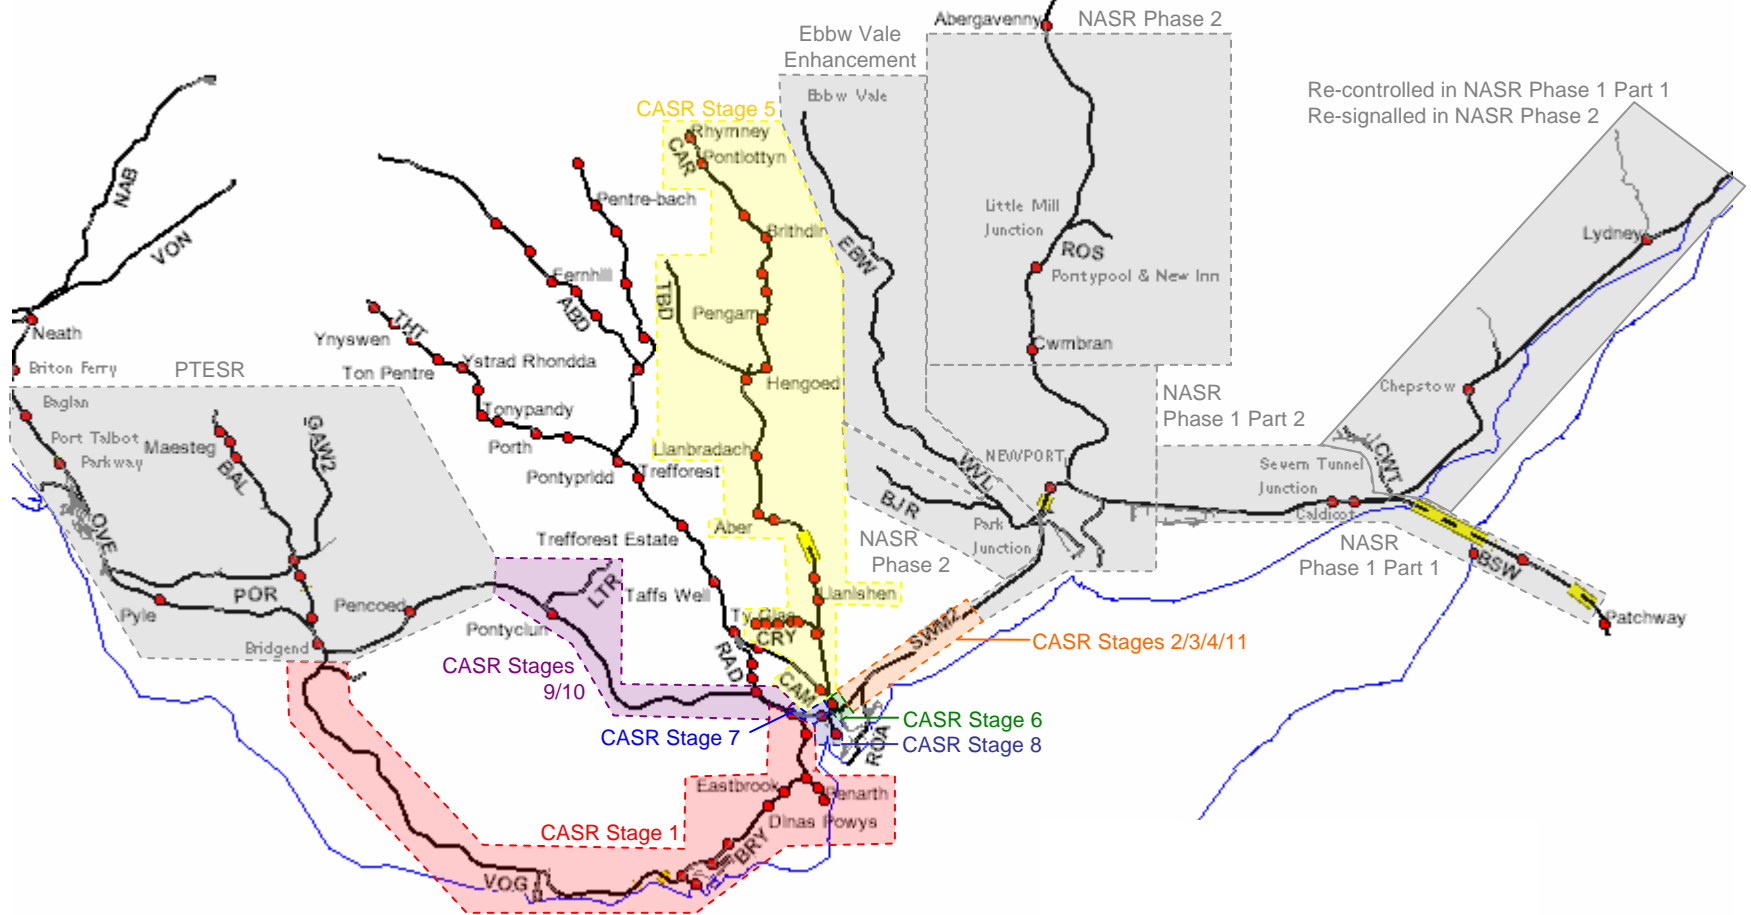 Abergavenny
NASR Phase 2
Ebbw Vale
Enhancement
Ebbw Vale
Re-controlled in NASR Phase 1 Part 1
Re-signalled in NASR Phase 2
CASR Stage 5
Rhymney
CAR
Pontlottyn
NAB
VON
Pentre-bach
Brithdir
Little Mill
Junction
ROS
Pontypool & New Inn
Lydney
EBW
Fernhill
ABD
TBD
Pengam
Neath
THT
Ynyswen
Cwmbran
Briton Ferry
PTESR
Ystrad Rhondda
Ton Pentre
Hengoed
Chepstow
NASR
Phase 1 Part 2
Baglan
Port Talbot
Parkway
Maesteg
BAL
GAW2
Tonypandy
Porth
Llanbradach
Pontypridd
Trefforest
NEWPORT
WVL
BJR
CWT
Severn Tunnel
Junction
Caldicot
OVE
Aber
Trefforest Estate
NASR
Phase 2
Park
Junction
NASR
Phase 1 Part 1
BSW
Patchway
POR
Pyle
Pencoed
LTR
Taffs Well
Llanishen
Ty Glas
CRY
Bridgend
Pontyclun
SWM2
CASR Stages 2/3/4/11
CASR Stages
9/10
RAD
CAM
CASR Stage 7
CASR Stage 6
CASR Stage 8
ROA
Eastbrook
Penarth
Dinas Powys
CASR Stage 1
BRY
VOG